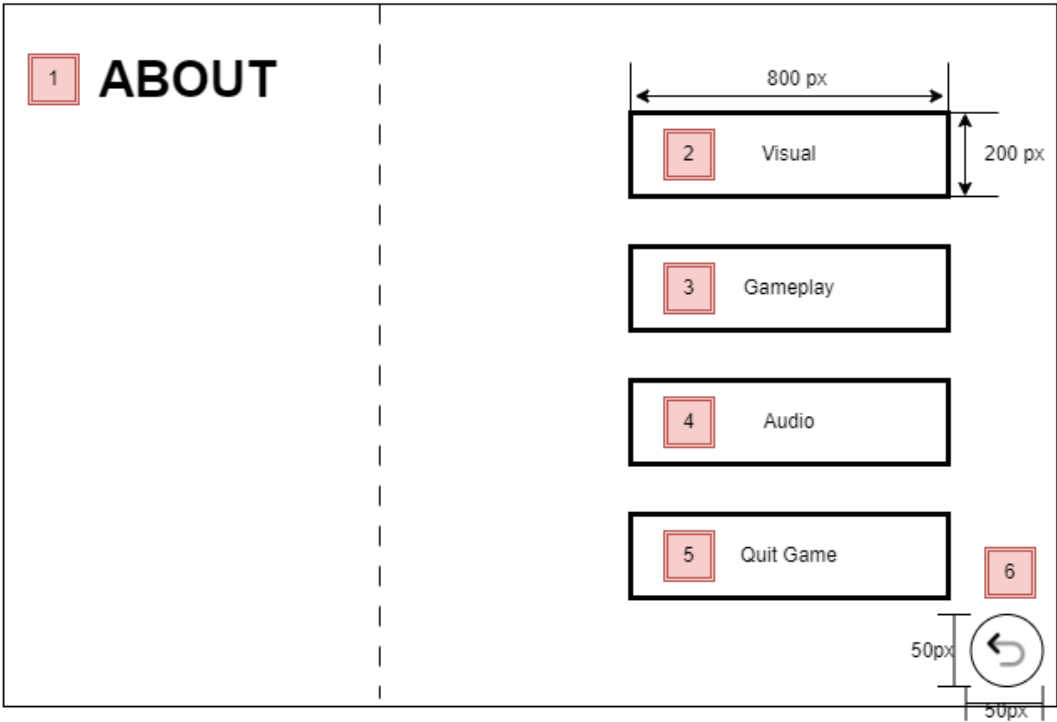 1 ABOUT
800 px
2 Visual
200 px
3 Gameplay
4 Audio
5 Quit Game
6
50px
50px